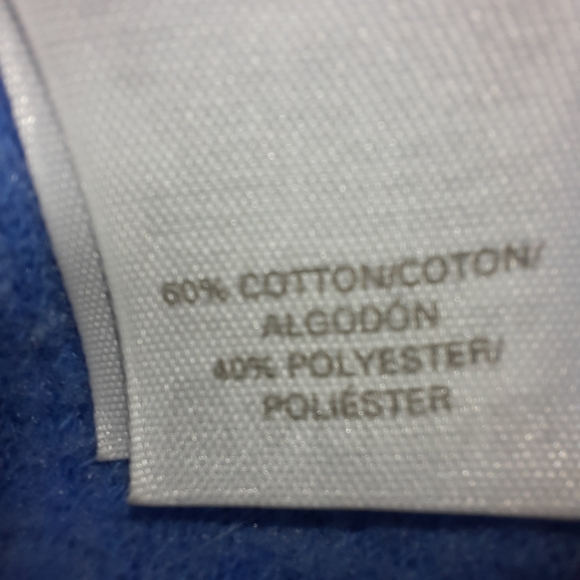 60% COTTON/COTON/
ALGODÓN
40% POLYESTER/
POLIÉSTER